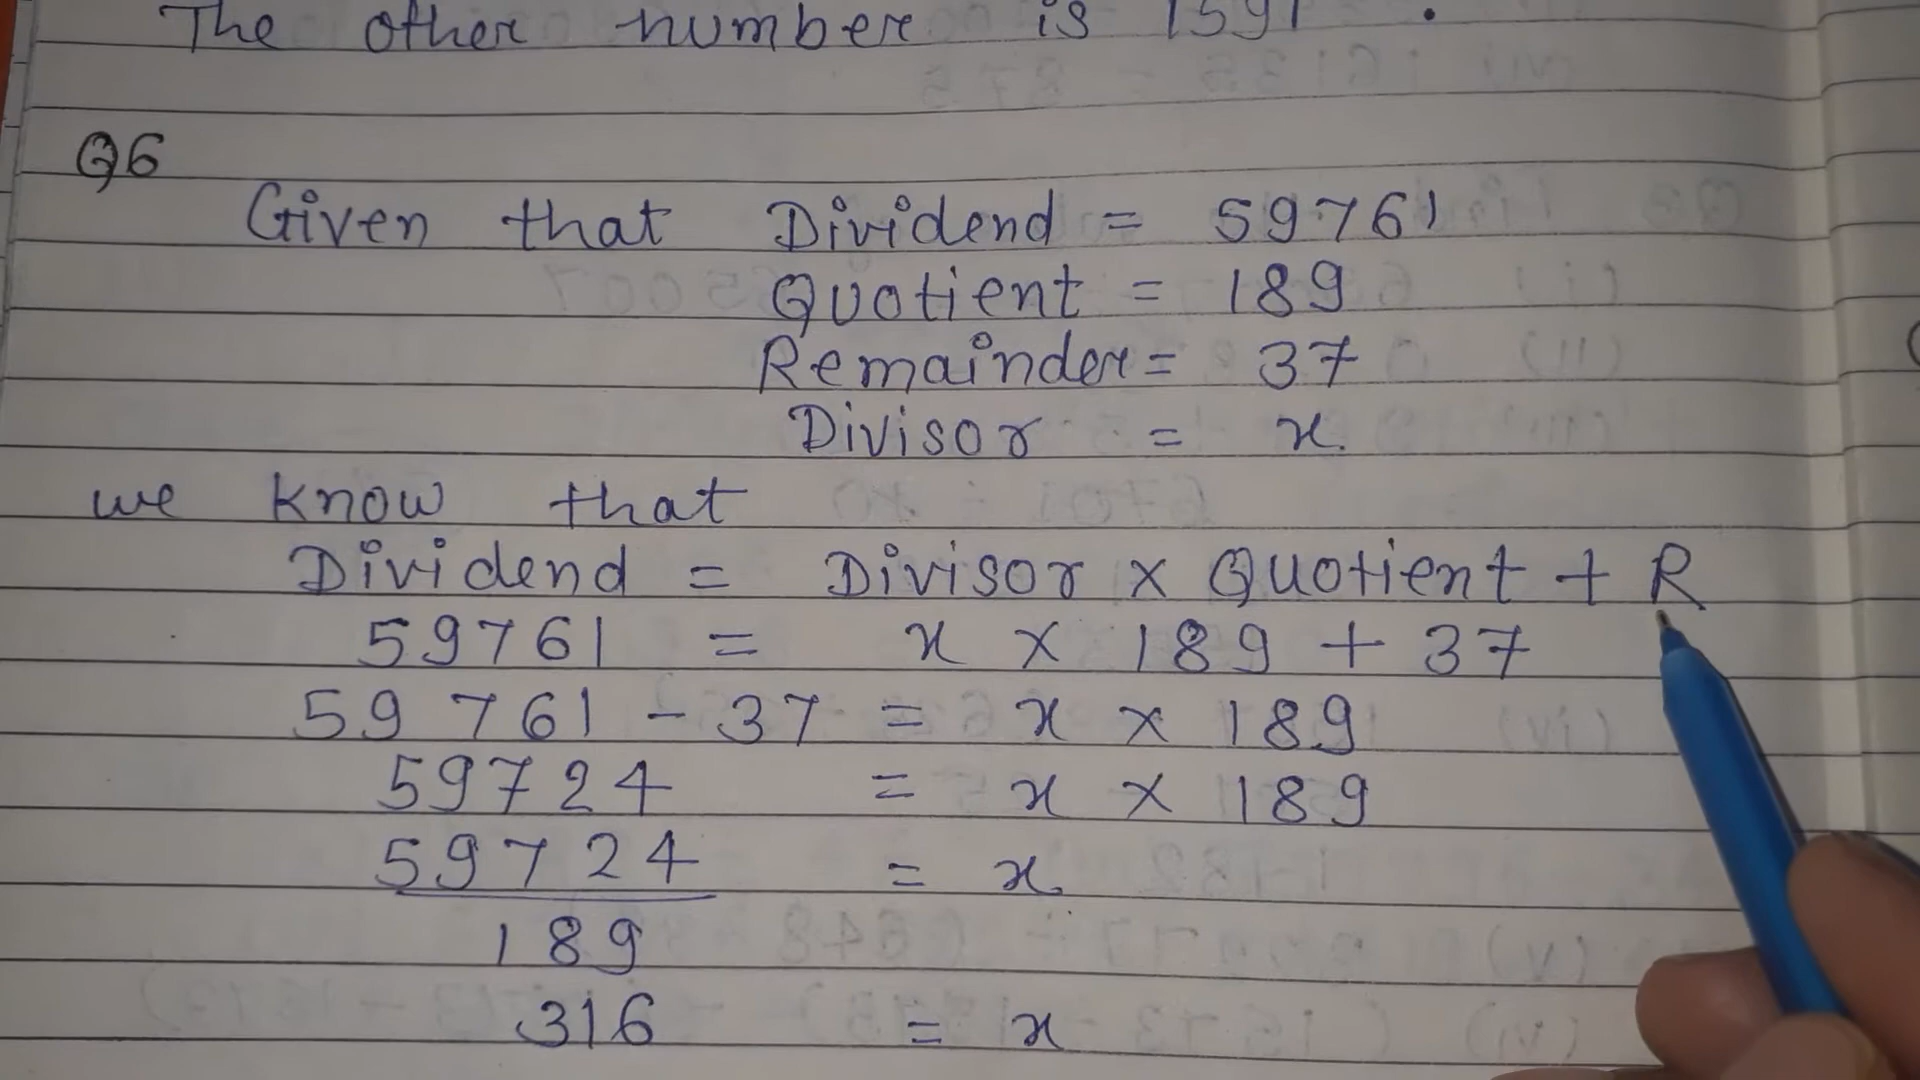 The other number is 1591.
Q6
Given that Dividend = 59761
Quotient = 189
Remainder = 37
Divisor = x.
we know that
Dividend = Divisor × Quotient + R
59761 = x × 189 + 37
59761 - 37 = x × 189
59724 = x × 189
59724 = x
189
316 = x